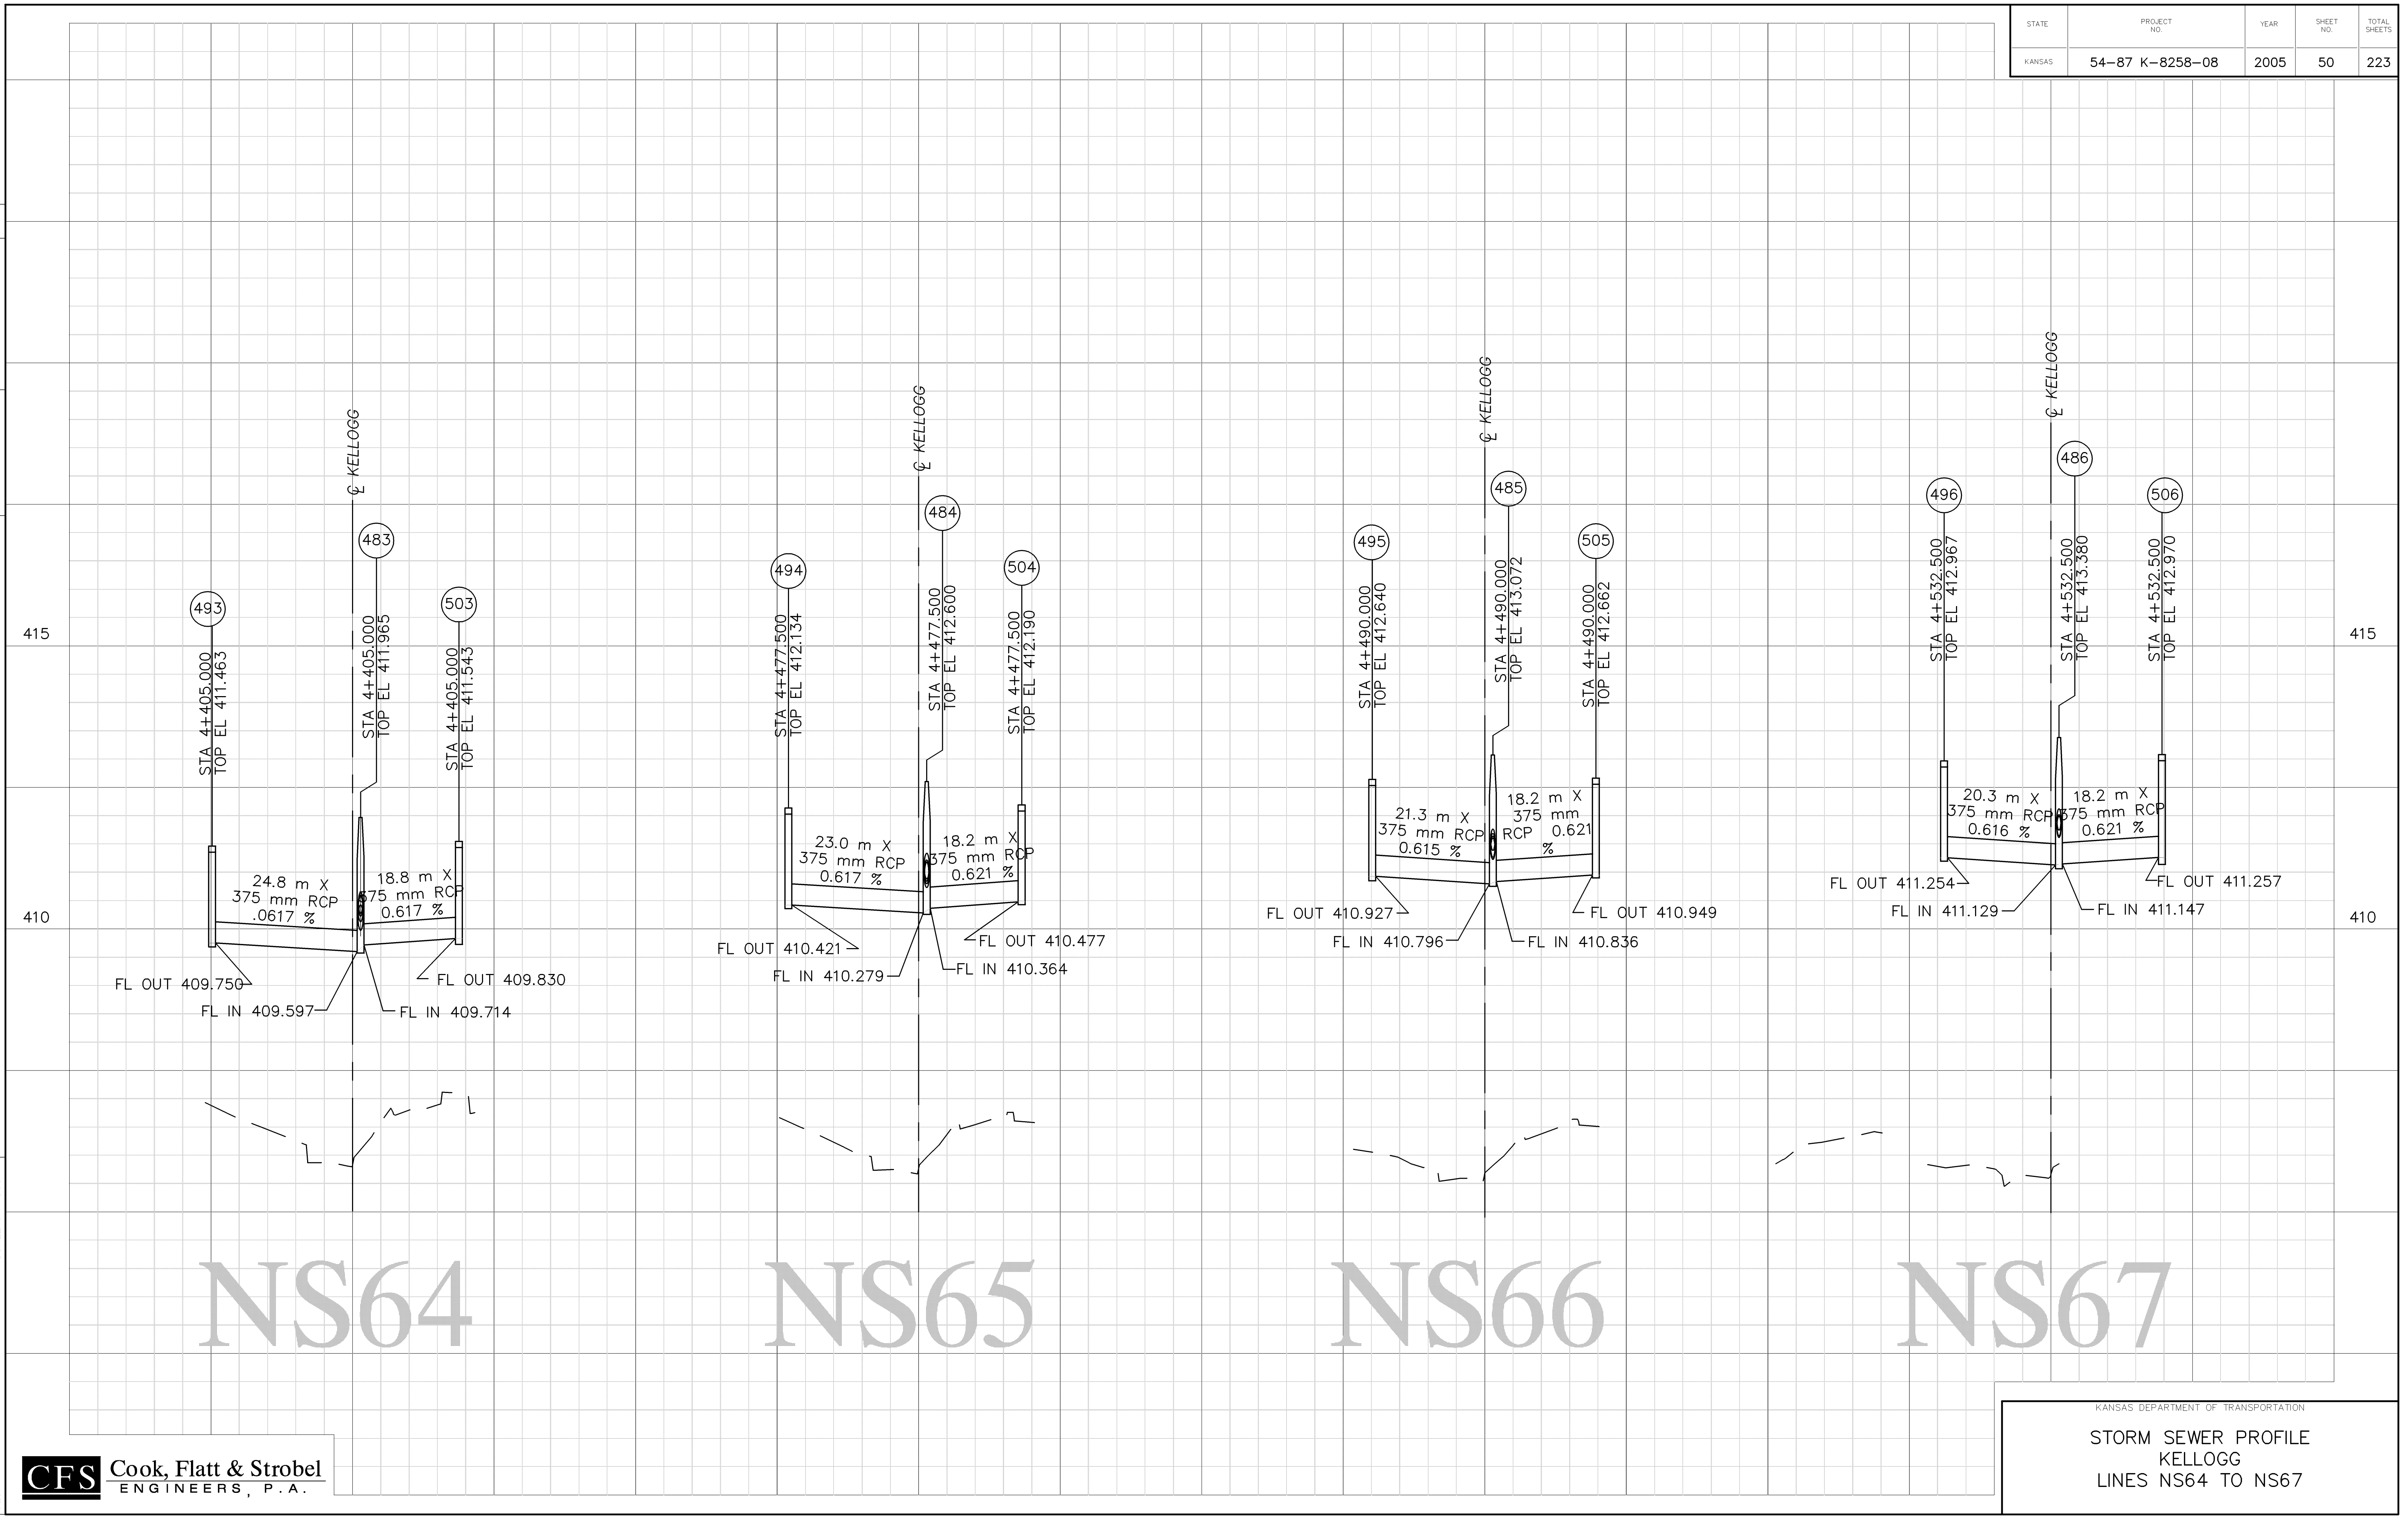 STATE
PROJECT NO.
YEAR
SHEET NO.
TOTAL SHEETS
KANSAS
54-87 K-8258-08
2005
50
223
415
410
415
410
℄ KELLOGG
493
STA 4+405.000
TOP EL 411.463
483
STA 4+405.000
TOP EL 411.965
503
STA 4+405.000
TOP EL 411.543
24.8 m X
375 mm RCP
.0617 %
18.8 m X
375 mm RCP
0.617 %
FL OUT 409.750
FL IN 409.597
FL IN 409.714
FL OUT 409.830
NS64
℄ KELLOGG
494
STA 4+477.500
TOP EL 412.134
484
STA 4+477.500
TOP EL 412.600
504
STA 4+477.500
TOP EL 412.190
23.0 m X
375 mm RCP
0.617 %
18.2 m X
375 mm RCP
0.621 %
FL OUT 410.421
FL IN 410.279
FL IN 410.364
FL OUT 410.477
NS65
℄ KELLOGG
495
STA 4+490.000
TOP EL 412.640
485
STA 4+490.000
TOP EL 413.072
505
STA 4+490.000
TOP EL 412.662
21.3 m X
375 mm RCP
0.615 %
18.2 m X
375 mm
RCP 0.621
%
FL OUT 410.927
FL IN 410.796
FL IN 410.836
FL OUT 410.949
NS66
℄ KELLOGG
496
STA 4+532.500
TOP EL 412.967
486
STA 4+532.500
TOP EL 413.380
506
STA 4+532.500
TOP EL 412.970
20.3 m X
375 mm RCP
0.616 %
18.2 m X
375 mm RCP
0.621 %
FL OUT 411.254
FL IN 411.129
FL IN 411.147
FL OUT 411.257
NS67
CFS
Cook, Flatt & Strobel
ENGINEERS, P.A.
KANSAS DEPARTMENT OF TRANSPORTATION
STORM SEWER PROFILE
KELLOGG
LINES NS64 TO NS67